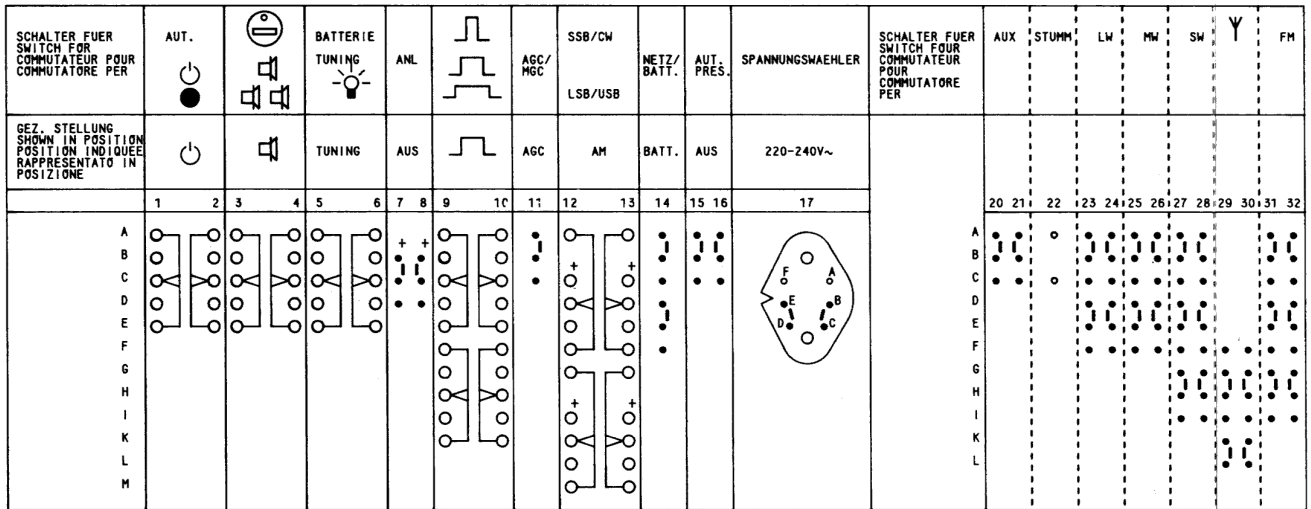 SCHALTER FUER
SWITCH FOR
COMMUTATEUR POUR
COMMUTATORE PER
AUT.
BATTERIE
TUNING
ANL
AGC/
MGC
SSB/CW
LSB/USB
NETZ/
BATT.
AUT.
PRES.
SPANNUNGSWAEHLER
SCHALTER FUER
SWITCH FOUR
COMMUTATEUR
POUR
COMMUTATORE
PER
AUX
STUMM
LW
MW
SW
FM
GEZ. STELLUNG
SHOWN IN POSITION
POSITION INDIQUEE
RAPPRESENTATO IN
POSIZIONE
TUNING
AUS
AGC
AM
BATT.
AUS
220-240V~
1 2 3 4 5 6 7 8 9 10 11 12 13 14 15 16 17
20 21 22 23 24 25 26 27 28 29 30 31 32
A
B
C
D
E
F
G
H
I
K
L
M
+ +
+ +
+ +
F A
E B
D C
A
B
C
D
E
F
G
H
I
K
L